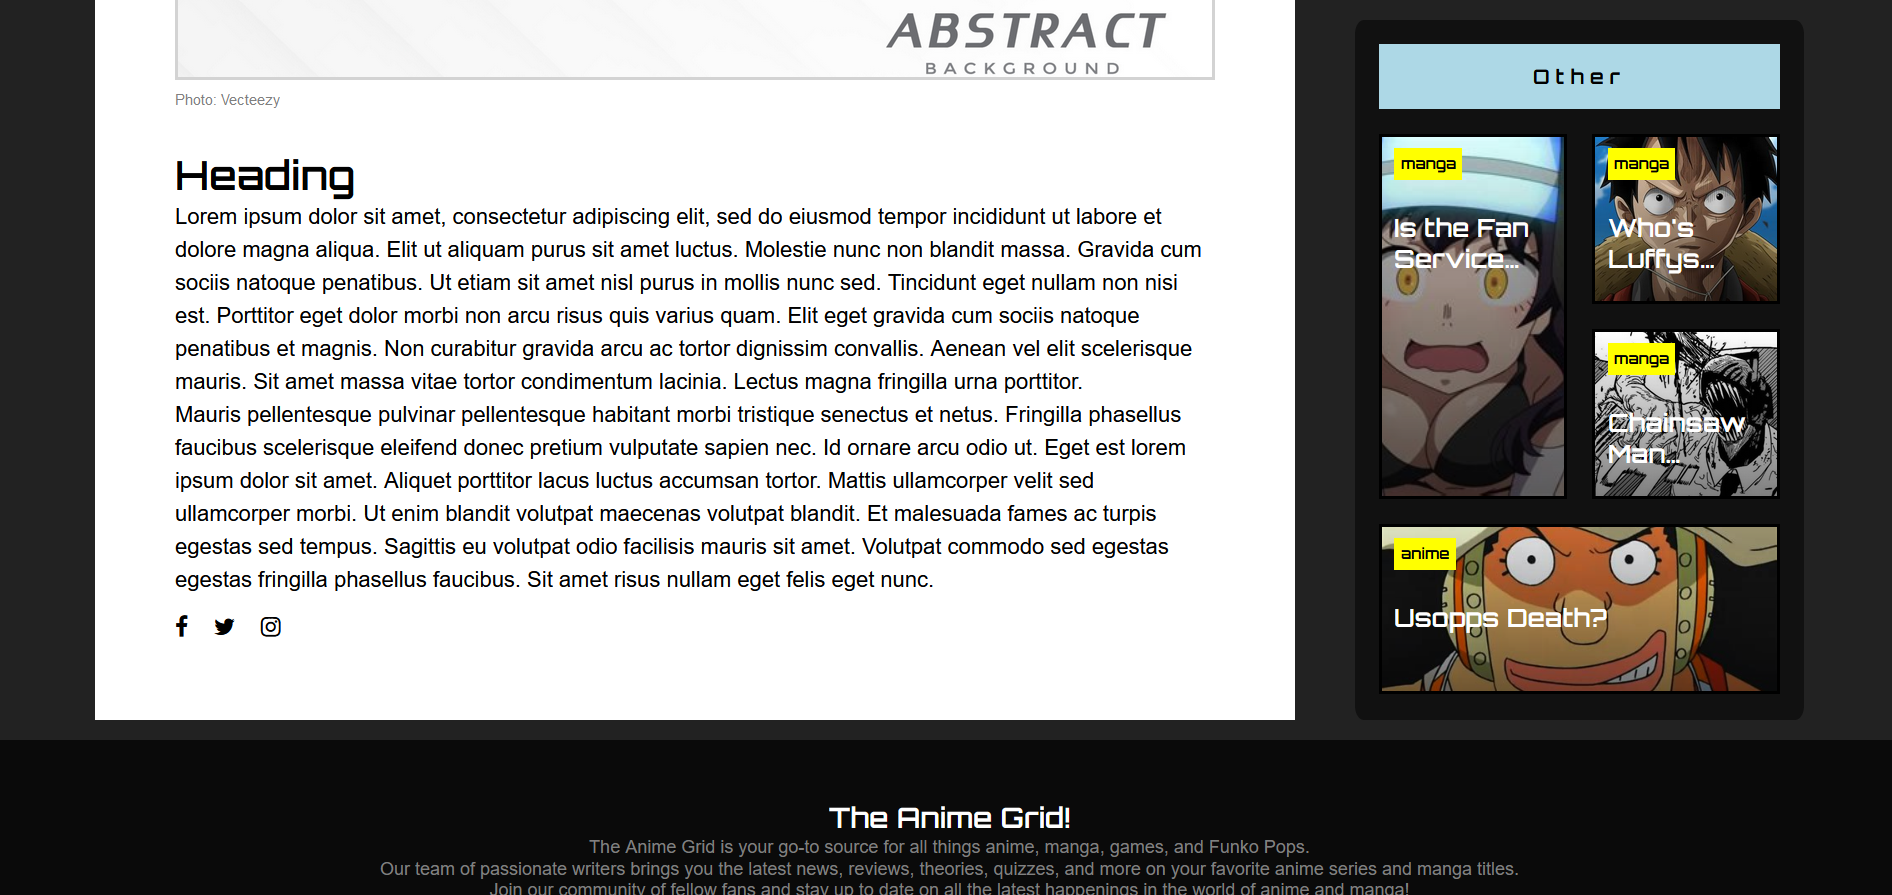 ABSTRACT
BACKGROUND
Photo: Vecteezy
Heading
Lorem ipsum dolor sit amet, consectetur adipiscing elit, sed do eiusmod tempor incididunt ut labore et
dolore magna aliqua. Elit ut aliquam purus sit amet luctus. Molestie nunc non blandit massa. Gravida cum
sociis natoque penatibus. Ut etiam sit amet nisl purus in mollis nunc sed. Tincidunt eget nullam non nisi
est. Porttitor eget dolor morbi non arcu risus quis varius quam. Elit eget gravida cum sociis natoque
penatibus et magnis. Non curabitur gravida arcu ac tortor dignissim convallis. Aenean vel elit scelerisque
mauris. Sit amet massa vitae tortor condimentum lacinia. Lectus magna fringilla urna porttitor.
Mauris pellentesque pulvinar pellentesque habitant morbi tristique senectus et netus. Fringilla phasellus
faucibus scelerisque eleifend donec pretium vulputate sapien nec. Id ornare arcu odio ut. Eget est lorem
ipsum dolor sit amet. Aliquet porttitor lacus luctus accumsan tortor. Mattis ullamcorper velit sed
ullamcorper morbi. Ut enim blandit volutpat maecenas volutpat blandit. Et malesuada fames ac turpis
egestas sed tempus. Sagittis eu volutpat odio facilisis mauris sit amet. Volutpat commodo sed egestas
egestas fringilla phasellus faucibus. Sit amet risus nullam eget felis eget nunc.
Other
manga
Is the Fan
Service...
manga
Who's
Luffys...
manga
Chainsaw
Man...
anime
Usopps Death?
The Anime Grid!
The Anime Grid is your go-to source for all things anime, manga, games, and Funko Pops.
Our team of passionate writers brings you the latest news, reviews, theories, quizzes, and more on your favorite anime series and manga titles.
Join our community of fellow fans and stay up to date on all the latest happenings in the world of anime and manga!